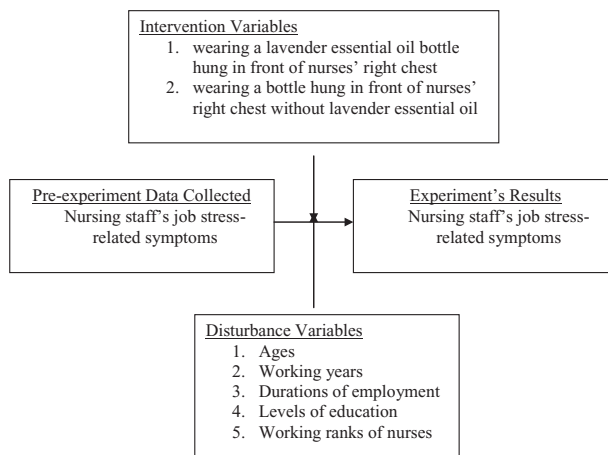 Intervention Variables
1. wearing a lavender essential oil bottle
hung in front of nurses’ right chest
2. wearing a bottle hung in front of nurses’
right chest without lavender essential oil
Pre-experiment Data Collected
Nursing staff’s job stress-
related symptoms
Experiment’s Results
Nursing staff’s job stress-
related symptoms
Disturbance Variables
1. Ages
2. Working years
3. Durations of employment
4. Levels of education
5. Working ranks of nurses